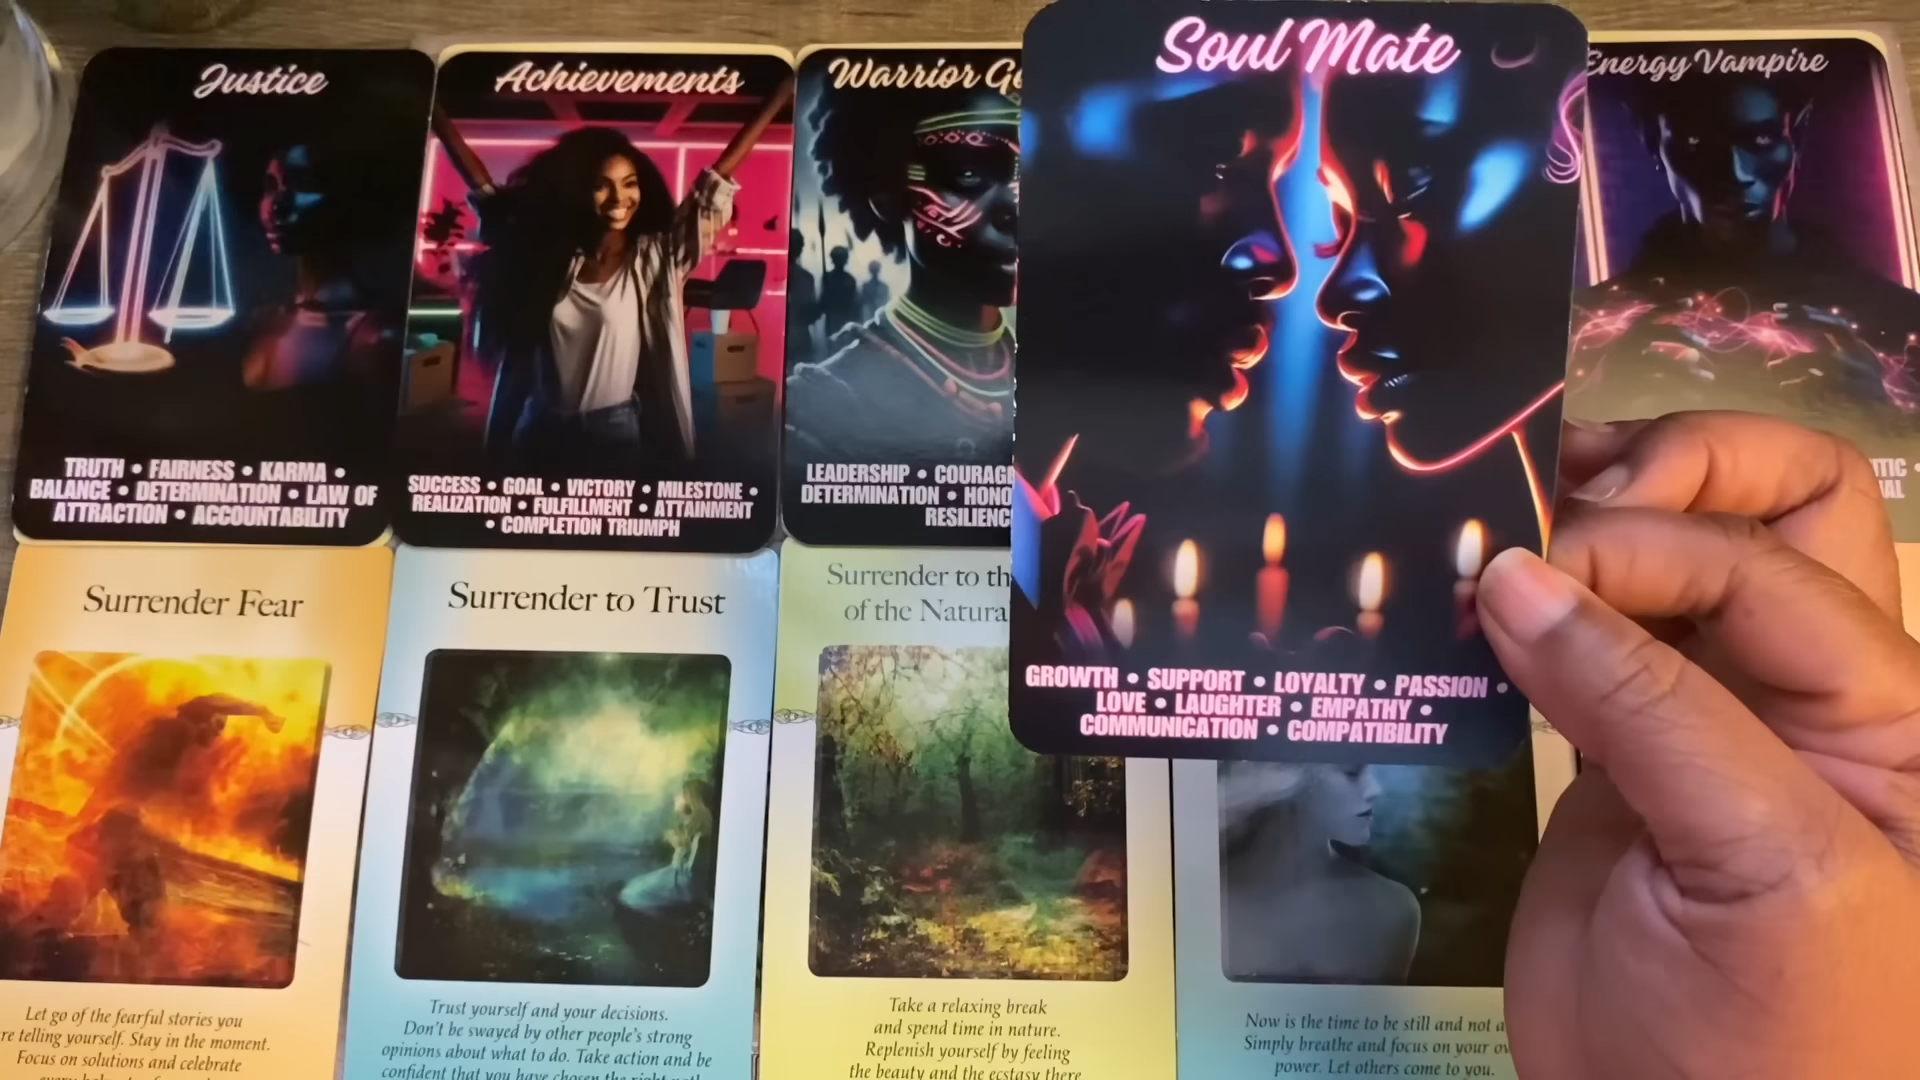 Justice
TRUTH • FAIRNESS • KARMA •
BALANCE • DETERMINATION • LAW OF
ATTRACTION • ACCOUNTABILITY
Achievements
SUCCESS • GOAL • VICTORY • MILESTONE •
REALIZATION • FULFILLMENT • ATTAINMENT
• COMPLETION TRIUMPH
Warrior
LEADERSHIP •
DETERMINATION •
Soul Mate
GROWTH • SUPPORT • LOYALTY • PASSION •
LOVE • LAUGHTER • EMPATHY •
COMMUNICATION • COMPATIBILITY
Energy Vampire
Surrender Fear
Let go of the fearful stories you
telling yourself. Stay in the moment.
Focus on solutions and celebrate
Surrender to Trust
Trust yourself and your decisions.
Don't be swayed by other people's strong
opinions about what to do. Take action and be
confident that you have chosen the right
Surrender to
of the
Take a relaxing break
and spend time in nature.
Replenish yourself by feeling
the beauty and the ecstasy there
Now is the time to be still and not
Simply breathe and focus on your
power. Let others come to you.